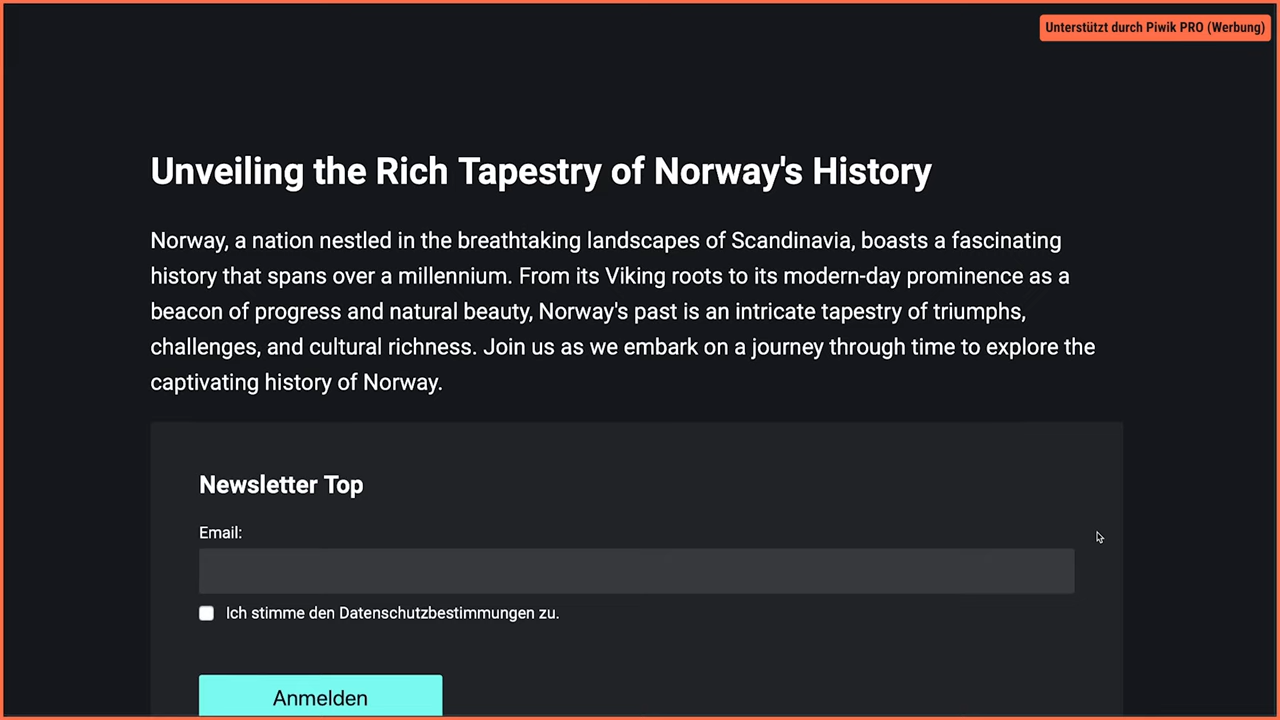 Unterstützt durch Piwik PRO (Werbung)
Unveiling the Rich Tapestry of Norway's History
Norway, a nation nestled in the breathtaking landscapes of Scandinavia, boasts a fascinating
history that spans over a millennium. From its Viking roots to its modern-day prominence as a
beacon of progress and natural beauty, Norway's past is an intricate tapestry of triumphs,
challenges, and cultural richness. Join us as we embark on a journey through time to explore the
captivating history of Norway.
Newsletter Top
Email:
Ich stimme den Datenschutzbestimmungen zu.
Anmelden